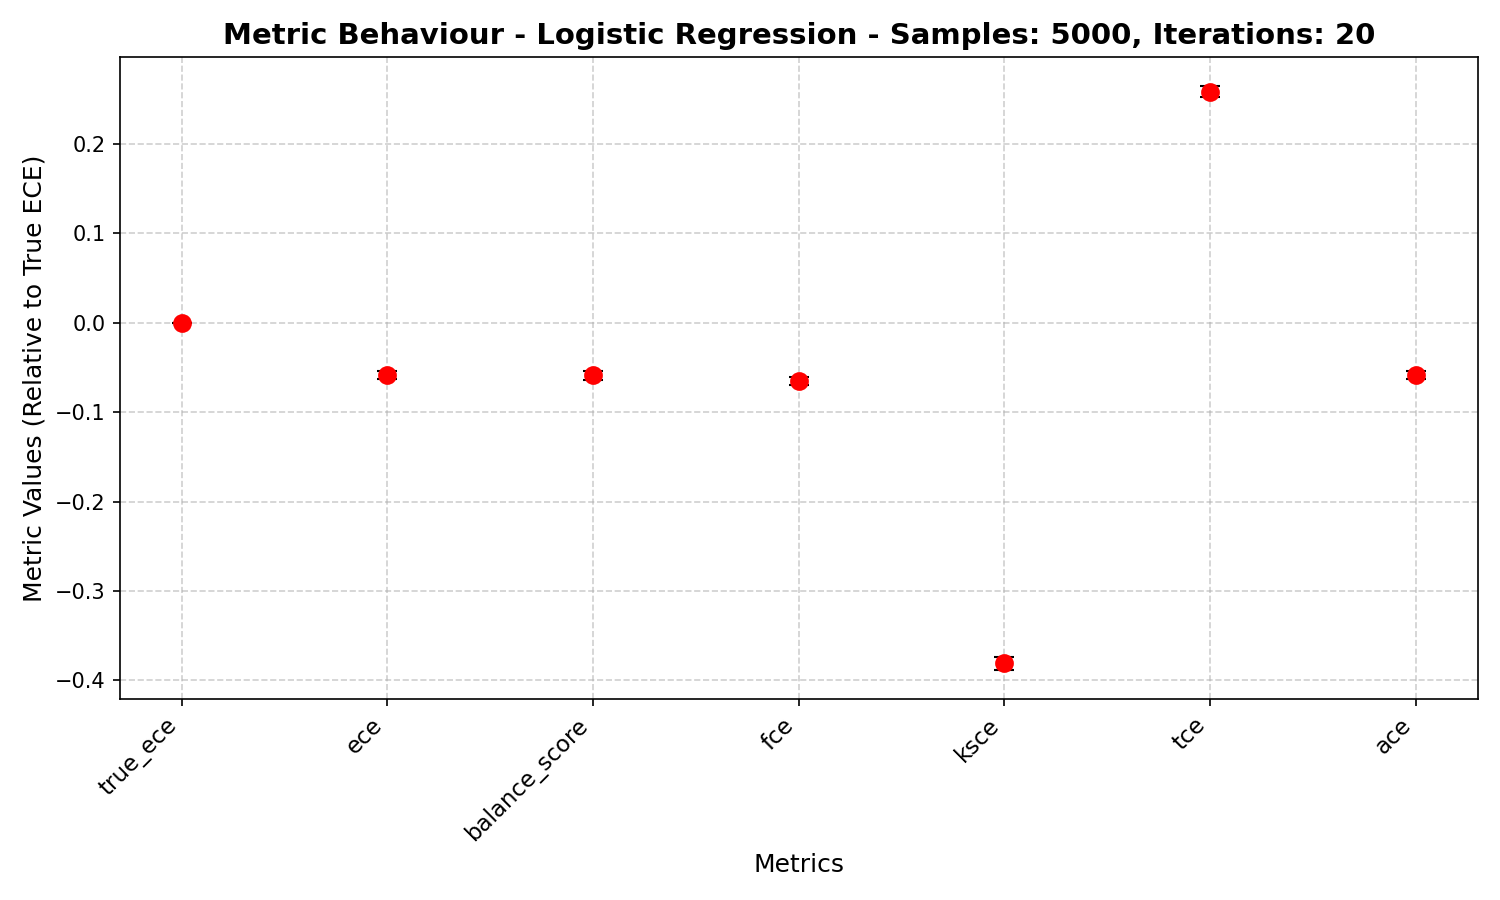 Metric Behaviour - Logistic Regression - Samples: 5000, Iterations: 20
Metric Values (Relative to True ECE)
0.2
0.1
0.0
−0.1
−0.2
−0.3
−0.4
true_ece
ece
balance_score
fce
ksce
tce
ace
Metrics